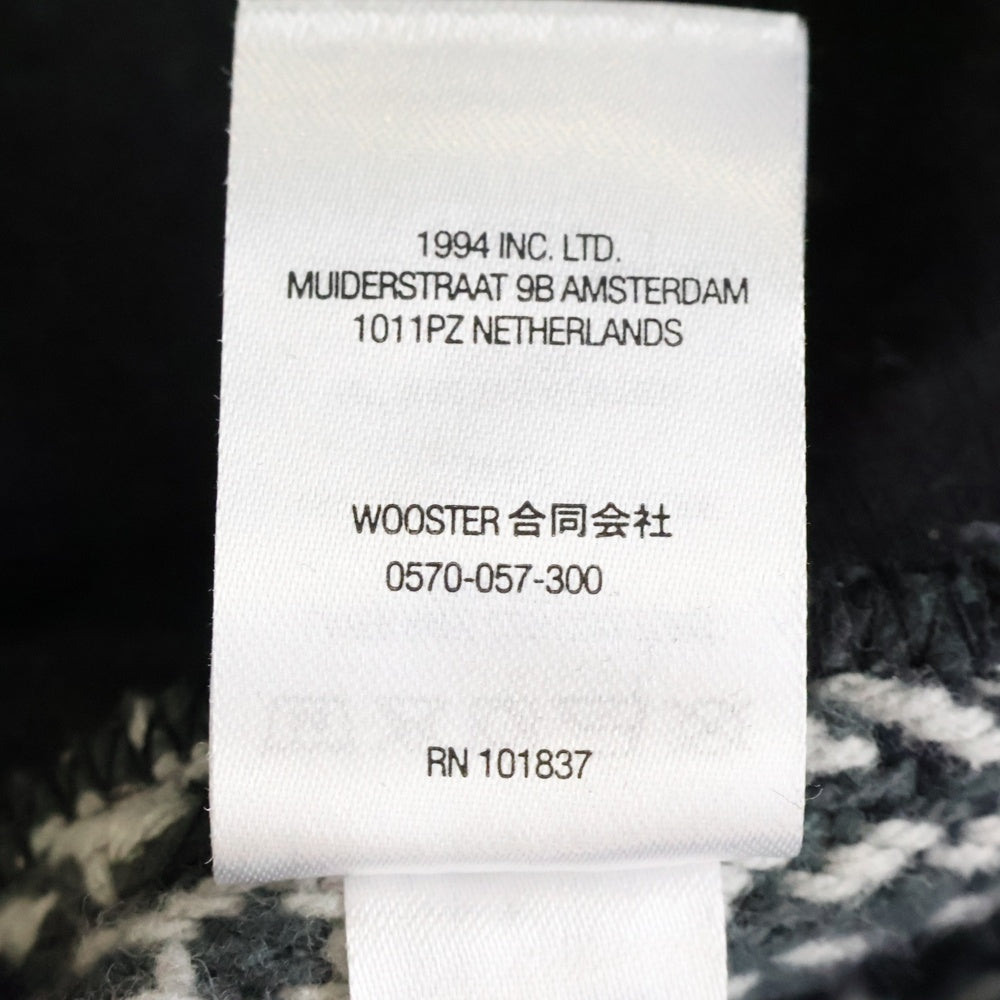 1994 INC. LTD.
MUIDERSTRAAT 9B AMSTERDAM
1011PZ NETHERLANDS
WOOSTER 合同会社
0570-057-300
RN 101837